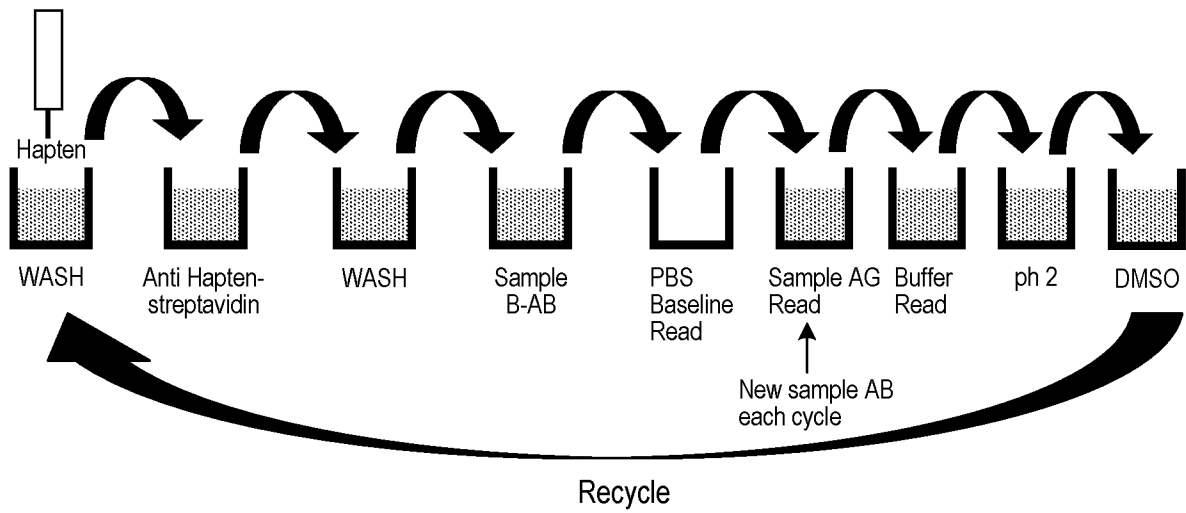 Hapten
WASH
Anti Hapten-
streptavidin
WASH
Sample
B-AB
PBS
Baseline
Read
Sample AG
Read
Buffer
Read
ph 2
DMSO
New sample AB
each cycle
Recycle